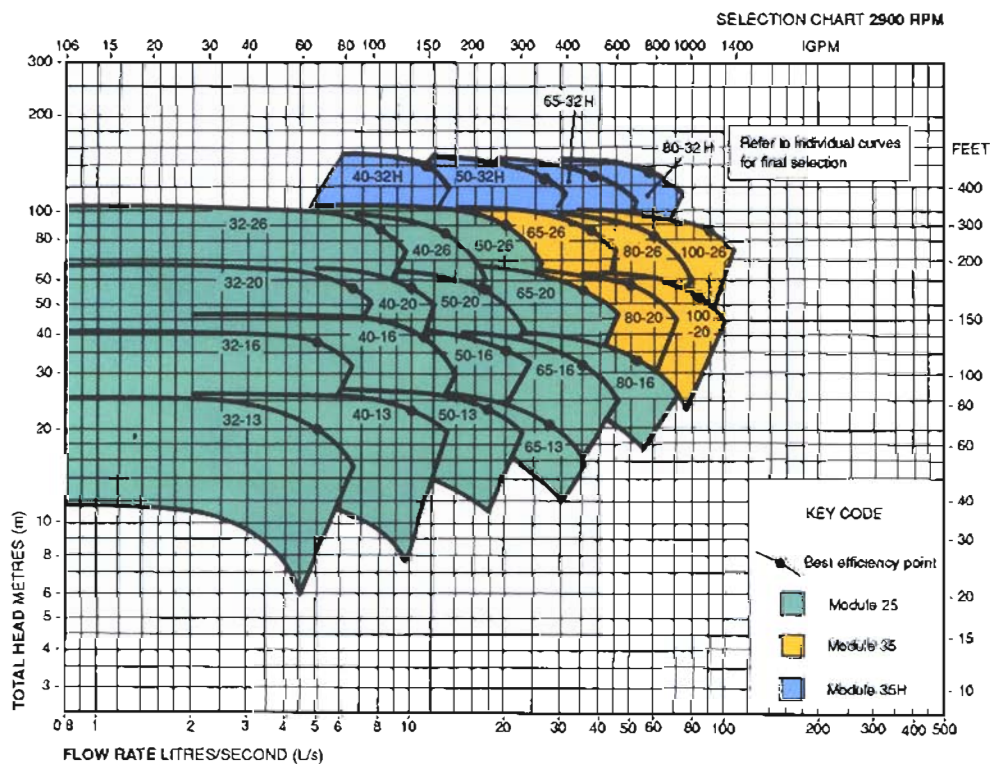 SELECTION CHART 2900 RPM
106 15 20 30 40 60 80 100 150 200 300 400 600 800 1000 1400 IGPM
300
200
100
80
60
50
40
30
20
10
8
6
5
4
3
TOTAL HEAD METRES (m)
65-32H
80-32H
Refer to individual curves
for final selection
FEET
400
300
200
150
100
80
60
40
30
20
15
10
40-32H
50-32H
32-26
40-26
50-26
65-26
80-26
100-26
32-20
40-20
50-20
65-20
80-20
100
-20
32-16
40-16
50-16
65-16
80-16
32-13
40-13
50-13
65-13
KEY CODE
Best efficiency point
Module 25
Module 35
Module 35H
0.8 1 2 3 4 5 6 8 10 20 30 40 50 60 80 100 200 300 400 500
FLOW RATE LITRES/SECOND (L/s)